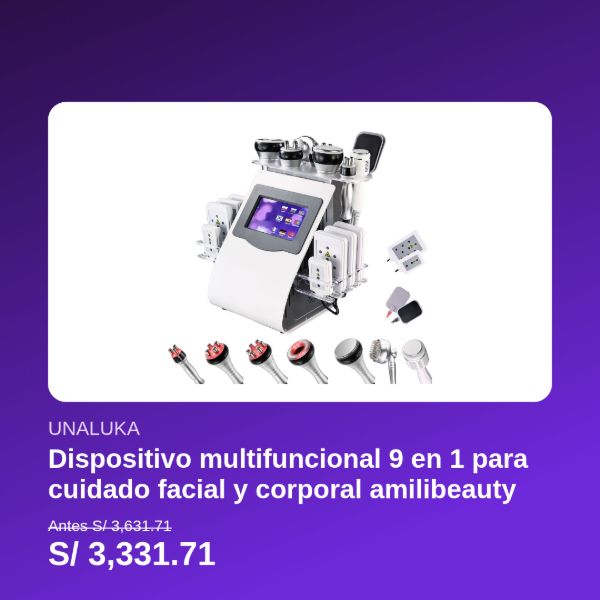 UNALUKA
Dispositivo multifuncional 9 en 1 para
cuidado facial y corporal amilibeauty
Antes S/ 3,631.71
S/ 3,331.71